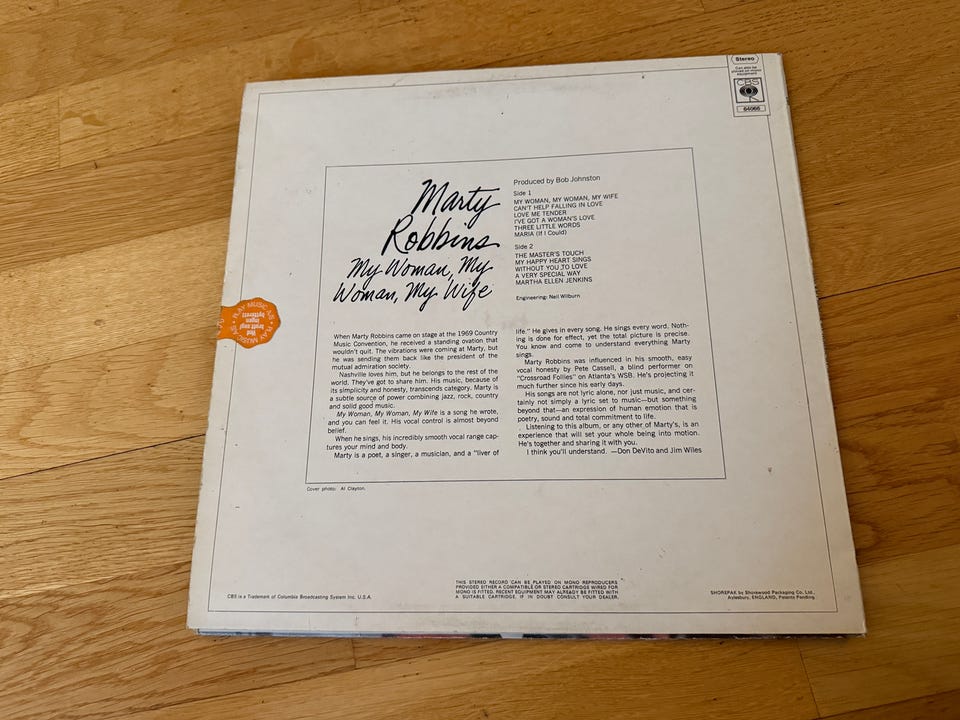 Stereo
Can also be
played on mono
equipment
CBS
64066
Marty
Robbins
My Woman, My
Woman, My Wife
Produced by Bob Johnston
Side 1
MY WOMAN, MY WOMAN, MY WIFE
CAN'T HELP FALLING IN LOVE
LOVE ME TENDER
I'VE GOT A WOMAN'S LOVE
THREE LITTLE WORDS
MARIA (If I Could)
Side 2
THE MASTER'S TOUCH
MY HAPPY HEART SINGS
WITHOUT YOU TO LOVE
A VERY SPECIAL WAY
MARTHA ELLEN JENKINS
Engineering: Neil Wilburn
When Marty Robbins came on stage at the 1969 Country
Music Convention, he received a standing ovation that
wouldn't quit. The vibrations were coming at Marty, but
he was sending them back like the president of the
mutual admiration society.
Nashville loves him, but he belongs to the rest of the
world. They've got to share him. His music, because of
its simplicity and honesty, transcends category. Marty is
a subtle source of power combining jazz, rock, country
and solid good music.
My Woman, My Woman, My Wife is a song he wrote,
and you can feel it. His vocal control is almost beyond
belief.
When he sings, his incredibly smooth vocal range cap-
tures your mind and body.
Marty is a poet, a singer, a musician, and a "liver of
life." He gives in every song. He sings every word. Noth-
ing is done for effect, yet the total picture is precise.
You know and come to understand everything Marty
sings.
Marty Robbins was influenced in his smooth, easy
vocal honesty by Pete Cassell, a blind performer on
"Crossroad Follies" on Atlanta's WSB. He's projecting it
much further since his early days.
His songs are not lyric alone, nor just music, and cer-
tainly not simply a lyric set to music—but something
beyond that—an expression of human emotion that is
poetry, sound and total commitment to life.
Listening to this album, or any other of Marty's, is an
experience that will set your whole being into motion.
He's together and sharing it with you.
I think you'll understand. —Don DeVito and Jim Wiles
Cover photo: Al Clayton.
PLAY MUSIC A/S
Ved
brutt segl
ingen
bytterett
CBS is a Trademark of Columbia Broadcasting System Inc. U.S.A.
THIS STEREO RECORD CAN BE PLAYED ON MONO REPRODUCERS
PROVIDED EITHER A COMPATIBLE OR STEREO CARTRIDGE WIRED FOR
MONO IS FITTED. RECENT EQUIPMENT MAY ALREADY BE FITTED WITH
A SUITABLE CARTRIDGE. IF IN DOUBT CONSULT YOUR DEALER.
SHOREPAK by Shorewood Packaging Co. Ltd.,
Aylesbury, ENGLAND, Patents Pending.